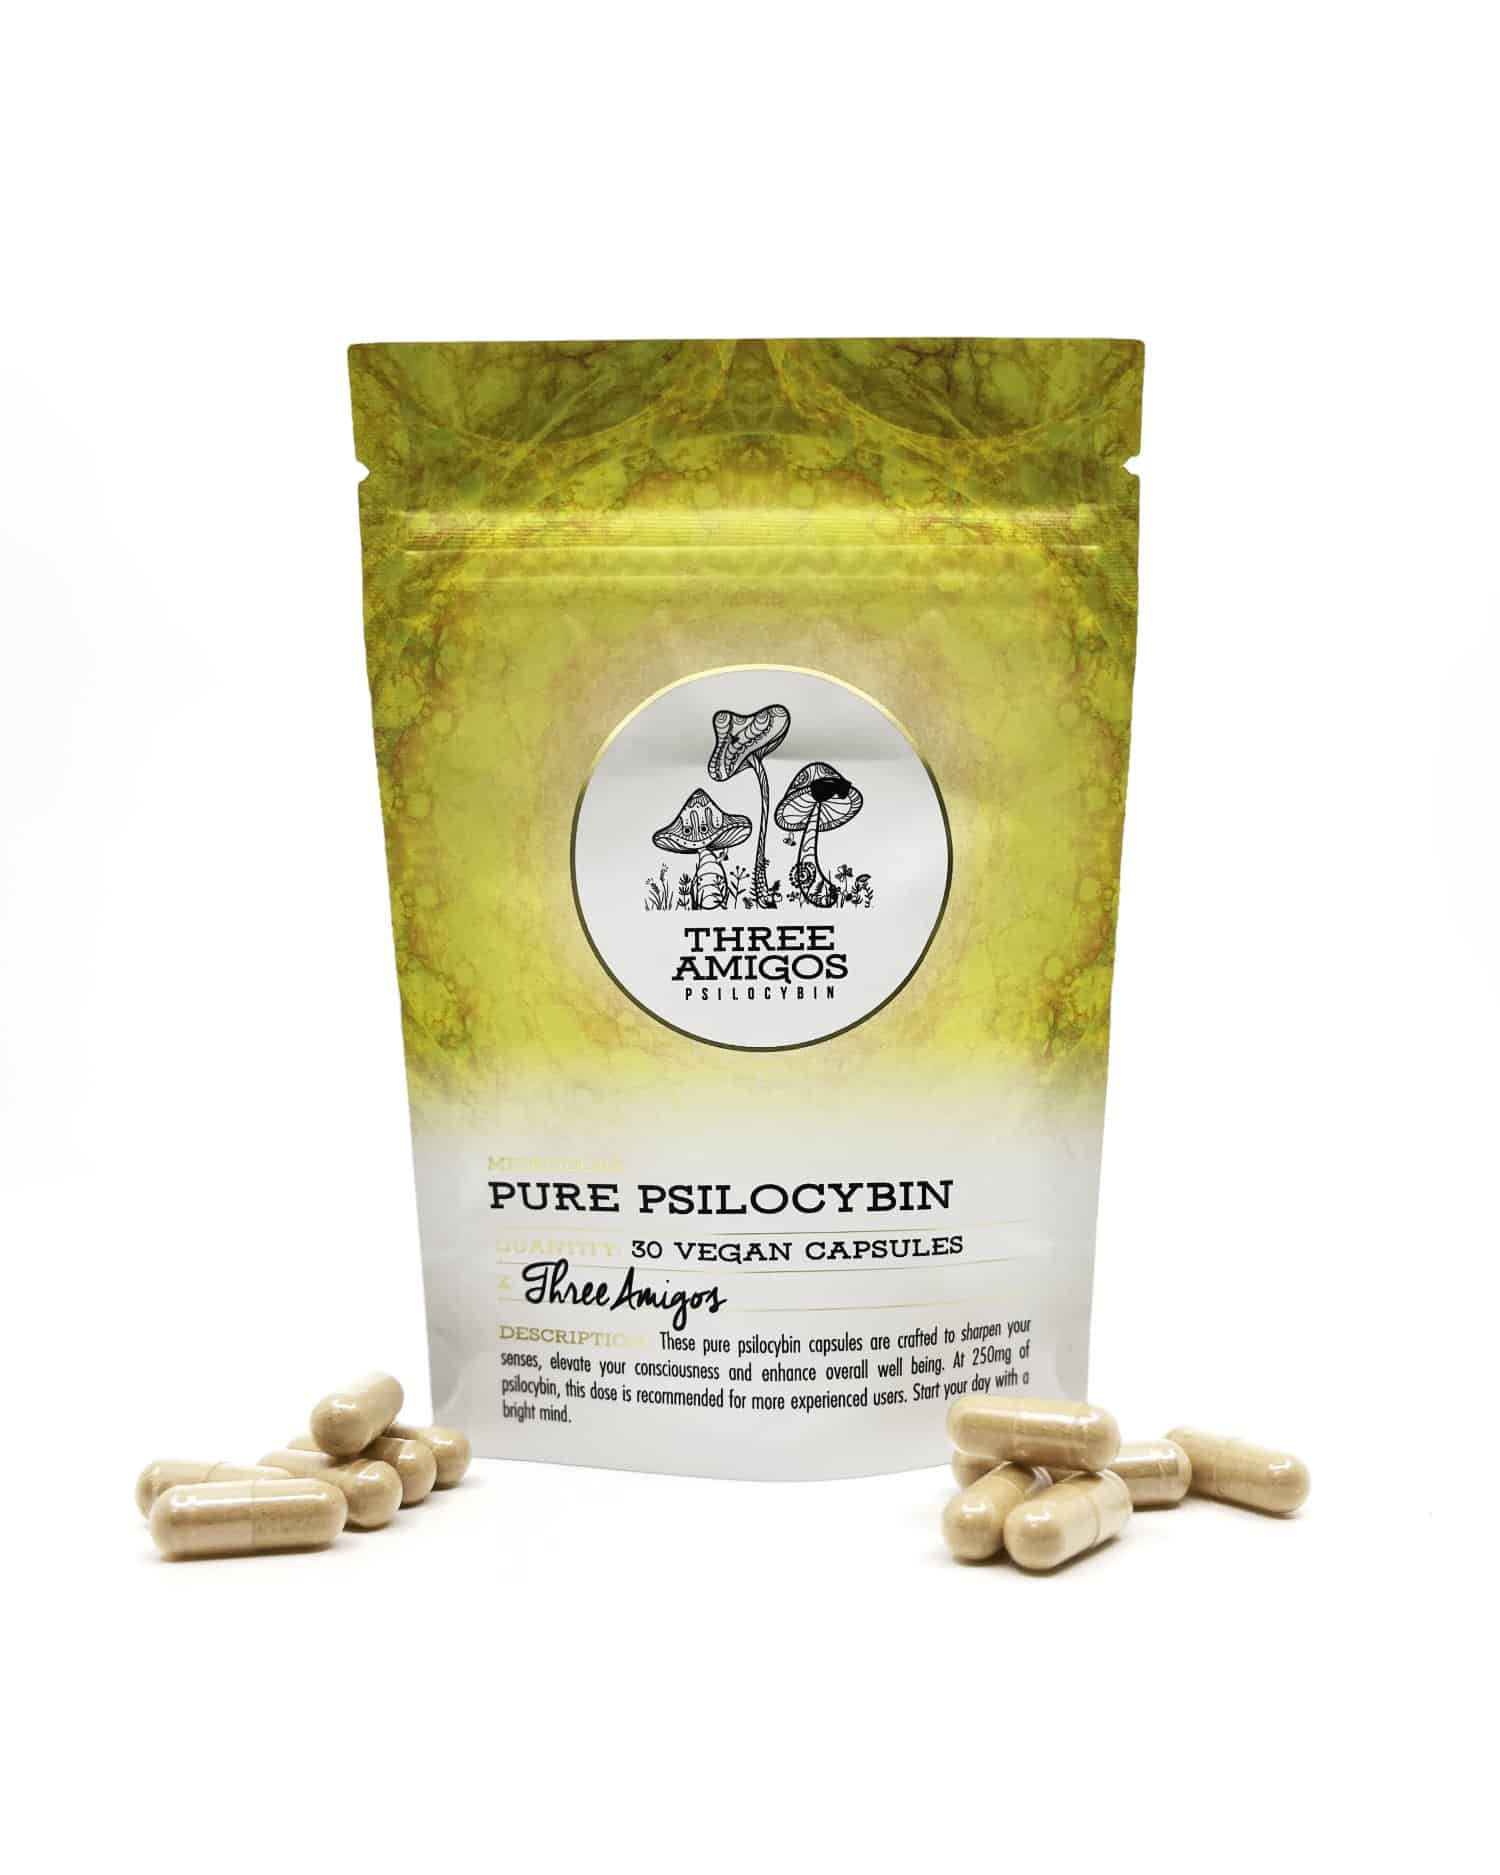 THREE
AMIGOS
PSILOCYBIN
PURE PSILOCYBIN
QUANTITY: 30 VEGAN CAPSULES
X Three Amigos
DESCRIPTION: These pure psilocybin capsules are crafted to sharpen your
senses, elevate your consciousness and enhance overall well being. At 250mg of
psilocybin, this dose is recommended for more experienced users. Start your day with a
bright mind.